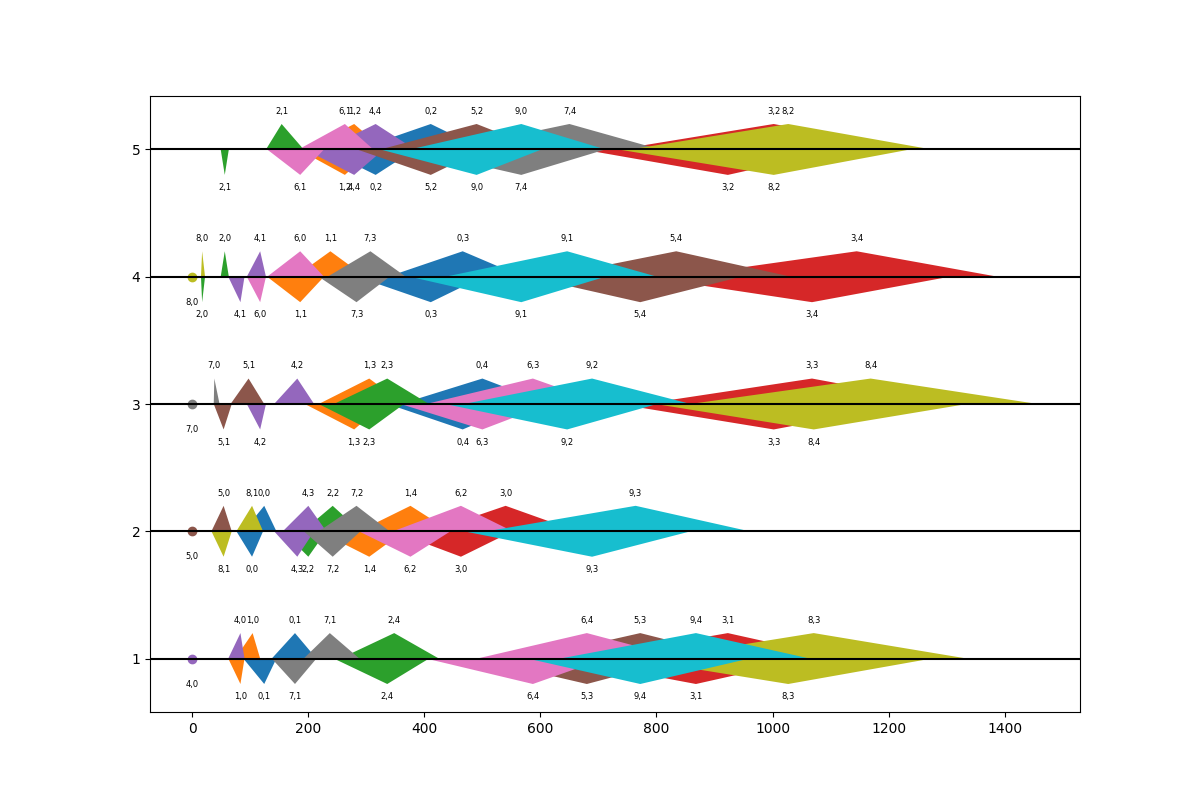 2,1 6,1 1,2 4,4 0,2 5,2 9,0 7,4 3,2 8,2
5
2,1 6,1 1,2 4,4 0,2 5,2 9,0 7,4 3,2 8,2
8,0 2,0 4,1 6,0 1,1 7,3 0,3 9,1 5,4 3,4
4
8,0
2,0 4,1 6,0 1,1 7,3 0,3 9,1 5,4 3,4
7,0 5,1 4,2 1,3 2,3 0,4 6,3 9,2 3,3 8,4
3
7,0
5,1 4,2 1,3 2,3 0,4 6,3 9,2 3,3 8,4
5,0 8,1 0,0 4,3 2,2 7,2 1,4 6,2 3,0 9,3
2
5,0
8,1 0,0 4,3 2,2 7,2 1,4 6,2 3,0 9,3
4,0 1,0 0,1 7,1 2,4 6,4 5,3 9,4 3,1 8,3
1
4,0
1,0 0,1 7,1 2,4 6,4 5,3 9,4 3,1 8,3
0 200 400 600 800 1000 1200 1400